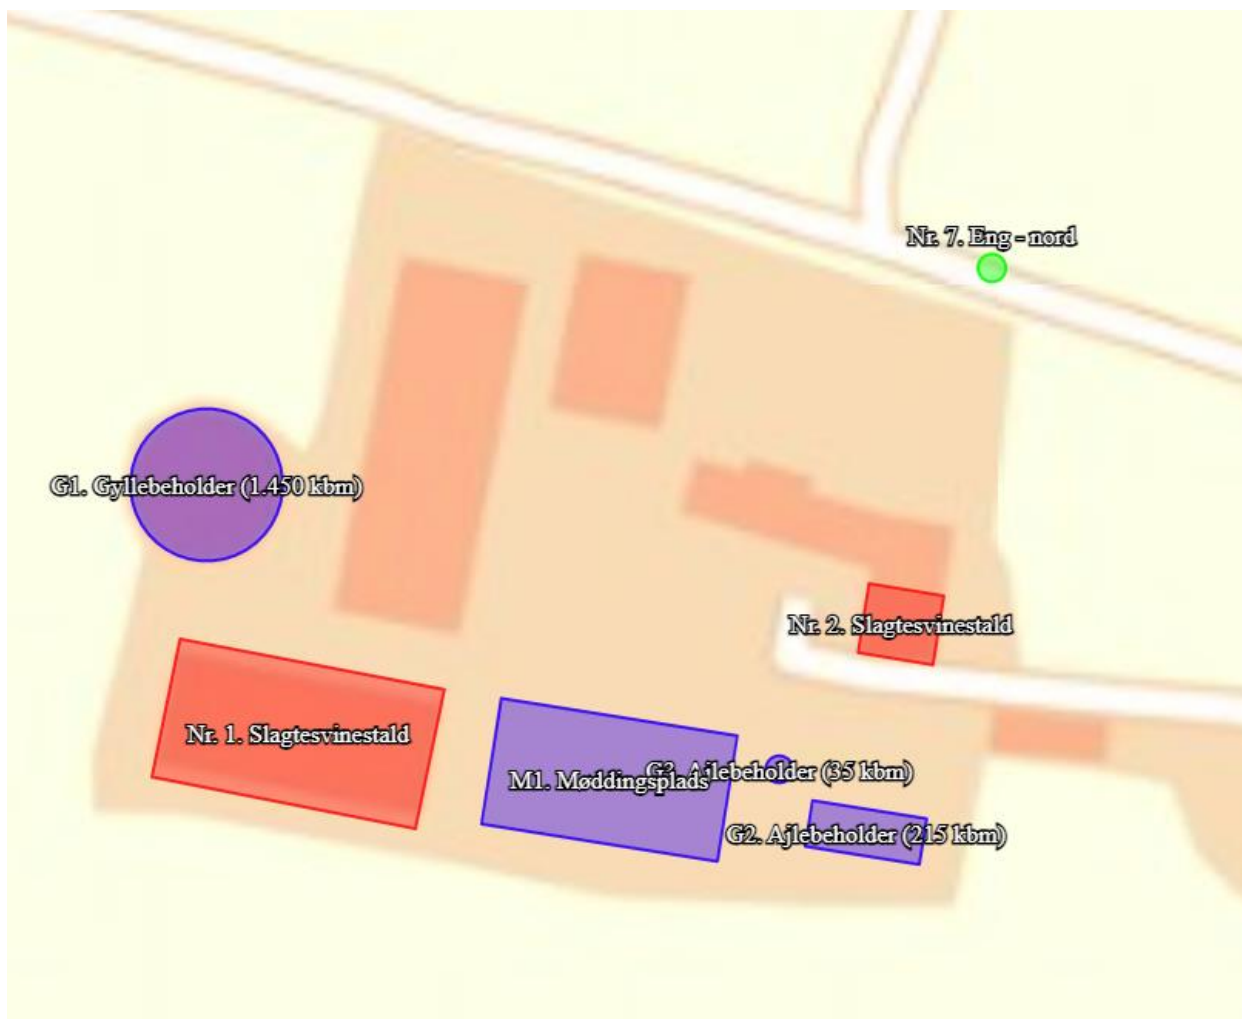 Nr. 7. Eng - nord
G1. Gyllebeholder (1.450 kbm)
Nr. 2. Slagtesvinestald
Nr. 1. Slagtesvinestald
G3. Ajlebeholder (35 kbm)
M1. Møddingsplads
G2. Ajlebeholder (215 kbm)